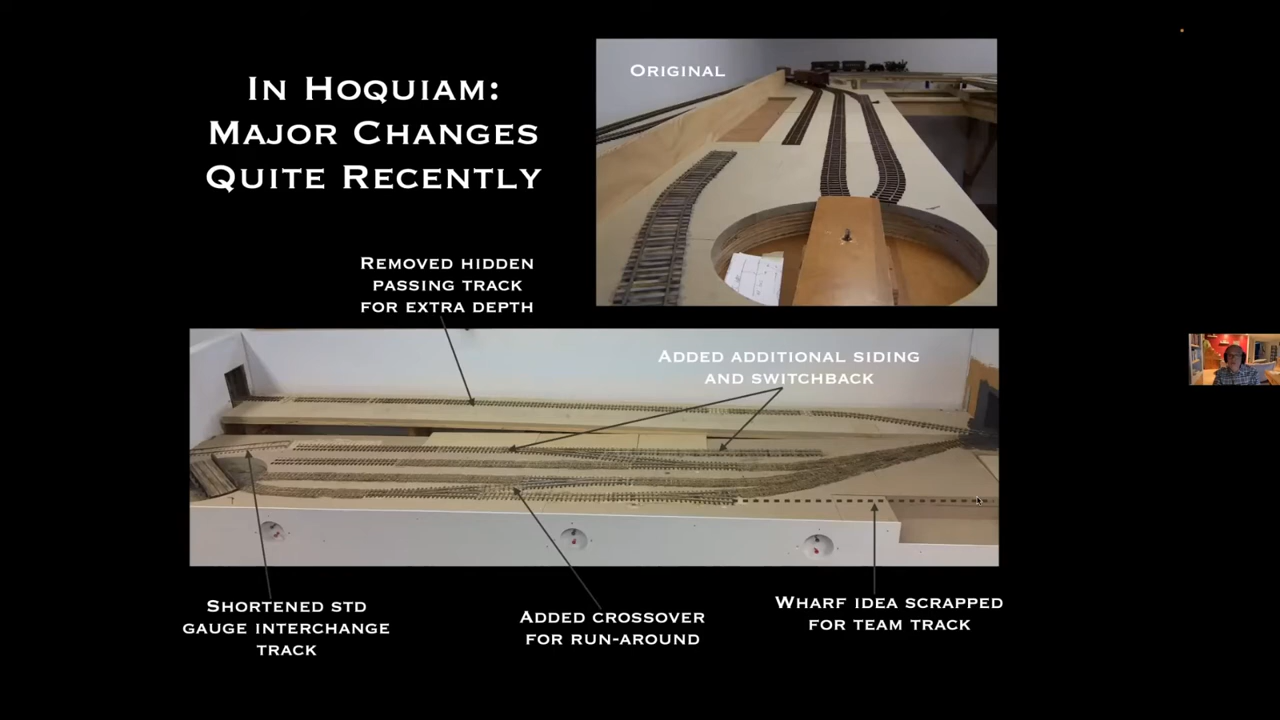 In Hoquiam:
Major Changes
Quite Recently
Original
Removed hidden
passing track
for extra depth
Added additional siding
and switchback
Shortened std
gauge interchange
track
Added crossover
for run-around
Wharf idea scrapped
for team track